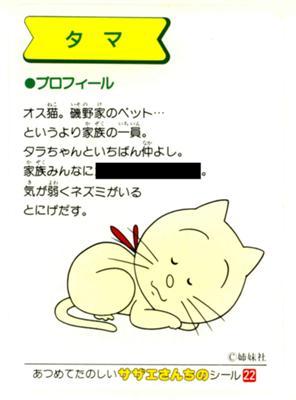 タマ
●プロフィール
オス猫。磯野家のペット…
というより家族の一員。
タラちゃんといちばん仲よし。
家族みんなに。
気が弱くネズミがいる
とにげだす。
©姉妹社
あつめてたのしいサザエさんちのシール22